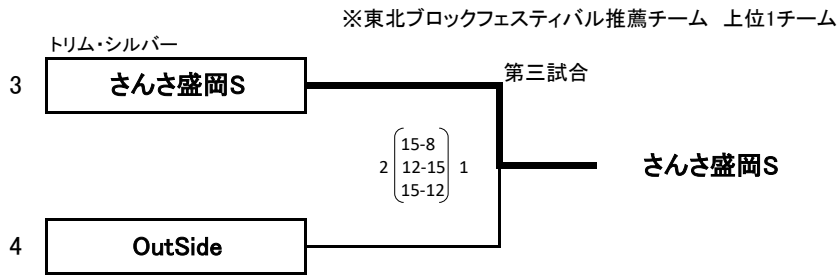 ※東北ブロックフェスティバル推薦チーム　上位1チーム
トリム・シルバー
3 さんさ盛岡S
第三試合
15-8
2 12-15 1
15-12
さんさ盛岡S
4 OutSide